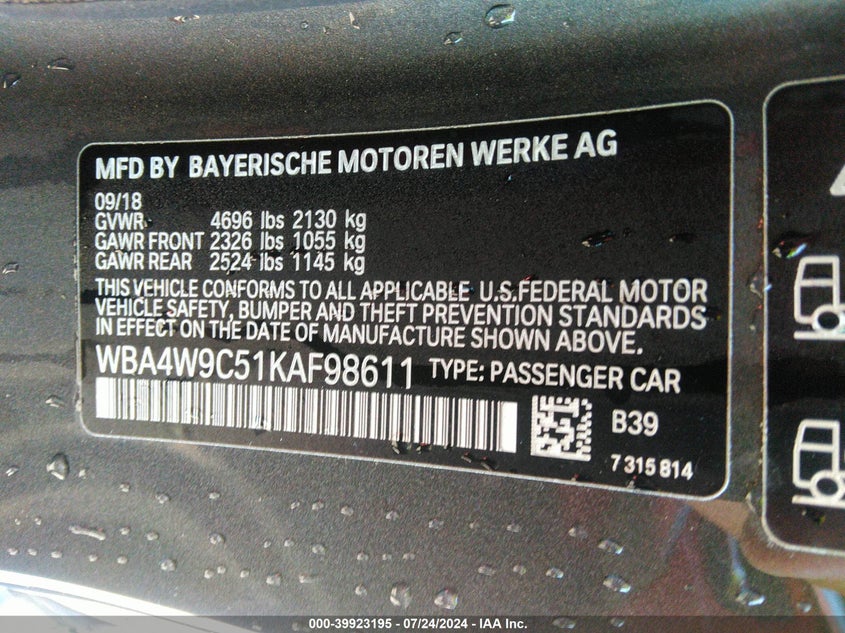 MFD BY BAYERISCHE MOTOREN WERKE AG
09/18
GVWR 4696 lbs 2130 kg
GAWR FRONT 2326 lbs 1055 kg
GAWR REAR 2524 lbs 1145 kg
THIS VEHICLE CONFORMS TO ALL APPLICABLE U.S.FEDERAL MOTOR
VEHICLE SAFETY, BUMPER AND THEFT PREVENTION STANDARDS
IN EFFECT ON THE DATE OF MANUFACTURE SHOWN ABOVE.
WBA4W9C51KAF98611 TYPE: PASSENGER CAR
B39
7 315 814
000-39923195 - 07/24/2024 - IAA Inc.